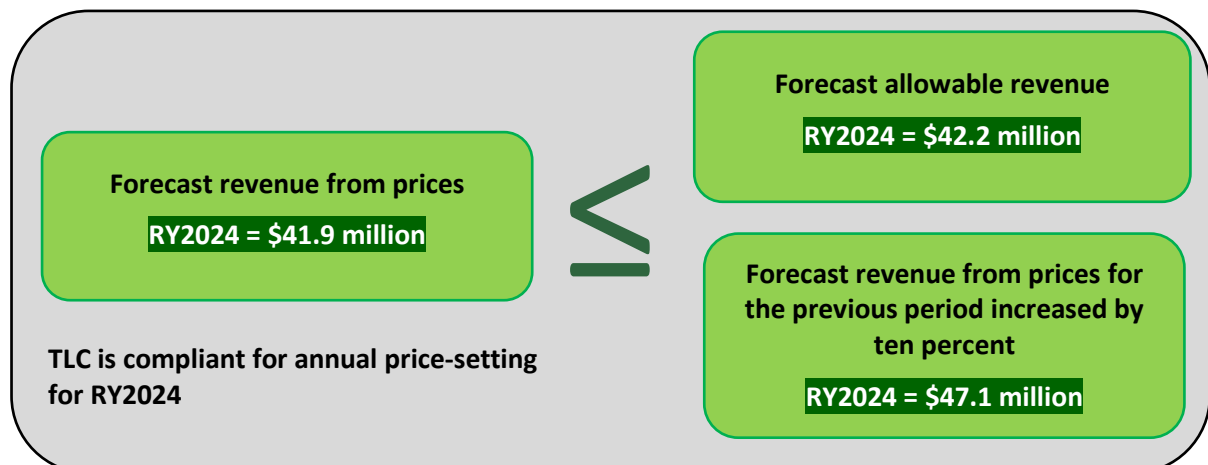 Forecast revenue from prices
RY2024 = $41.9 million
≤
Forecast allowable revenue
RY2024 = $42.2 million
Forecast revenue from prices for
the previous period increased by
ten percent
RY2024 = $47.1 million
TLC is compliant for annual price-setting
for RY2024